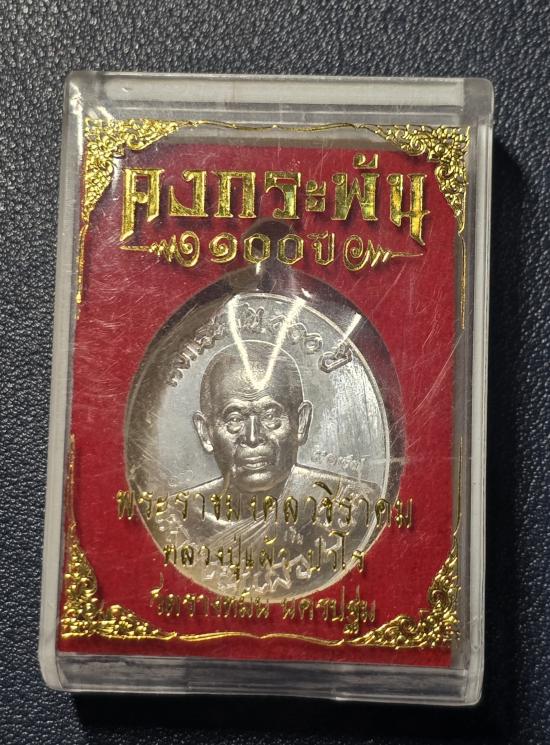 คงกระพัน
๑๐๐ ปี
พระราชมงคลวชิราคม
หลวงปู่แผ้ว ปวโร
วัดรางหมัน นครปฐม